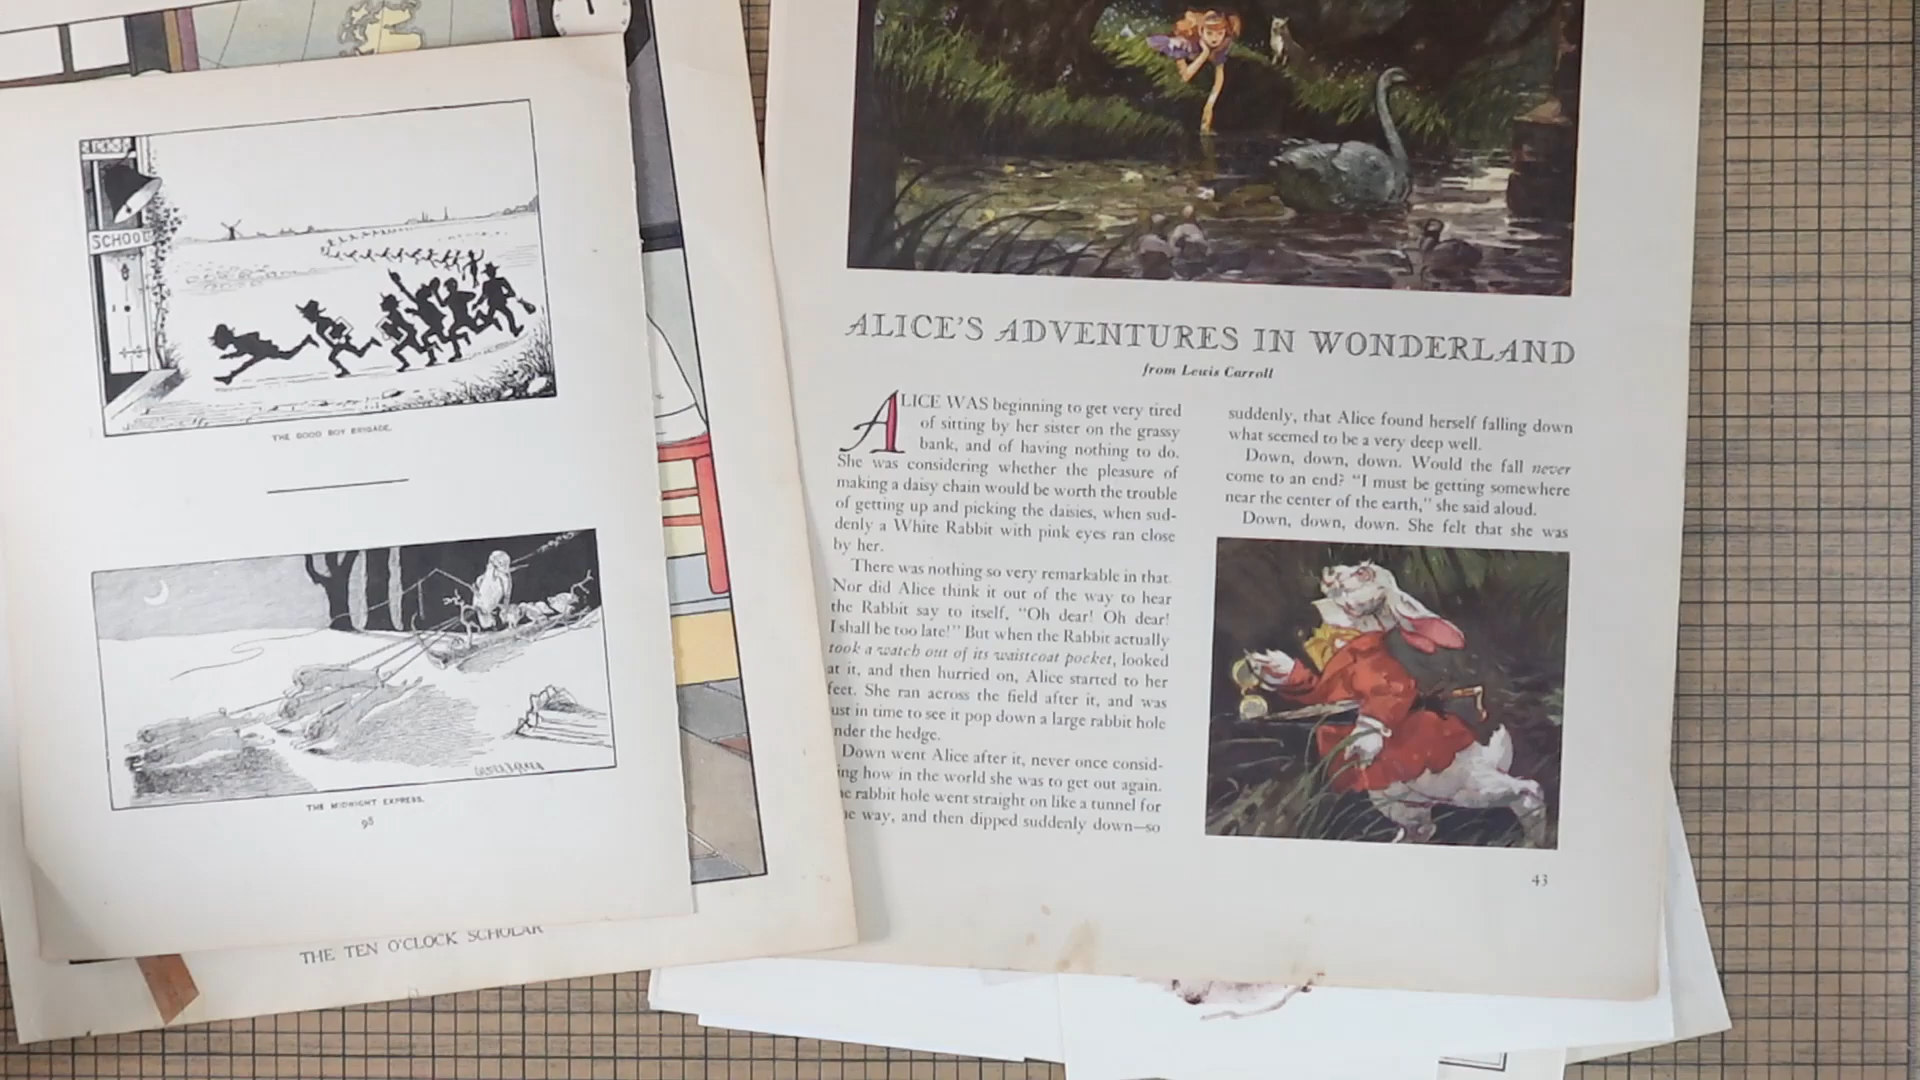 SCHOOL
THE GOOD BOY BRIGADE.
THE MIDNIGHT EXPRESS.
98
THE TEN O'CLOCK SCHOLAR
ALICE'S ADVENTURES IN WONDERLAND
from Lewis Carroll
ALICE WAS beginning to get very tired
of sitting by her sister on the grassy
bank, and of having nothing to do.
She was considering whether the pleasure of
making a daisy chain would be worth the trouble
of getting up and picking the daisies, when sud-
denly a White Rabbit with pink eyes ran close
by her.
There was nothing so very remarkable in that.
Nor did Alice think it out of the way to hear
the Rabbit say to itself, "Oh dear! Oh dear!
I shall be too late!" But when the Rabbit actually
took a watch out of its waistcoat pocket, looked
at it, and then hurried on, Alice started to her
feet. She ran across the field after it, and was
ust in time to see it pop down a large rabbit hole
nder the hedge.
Down went Alice after it, never once consid-
ing how in the world she was to get out again.
e rabbit hole went straight on like a tunnel for
e way, and then dipped suddenly down—so
suddenly, that Alice found herself falling down
what seemed to be a very deep well.
Down, down, down. Would the fall never
come to an end? "I must be getting somewhere
near the center of the earth," she said aloud.
Down, down, down. She felt that she was
43